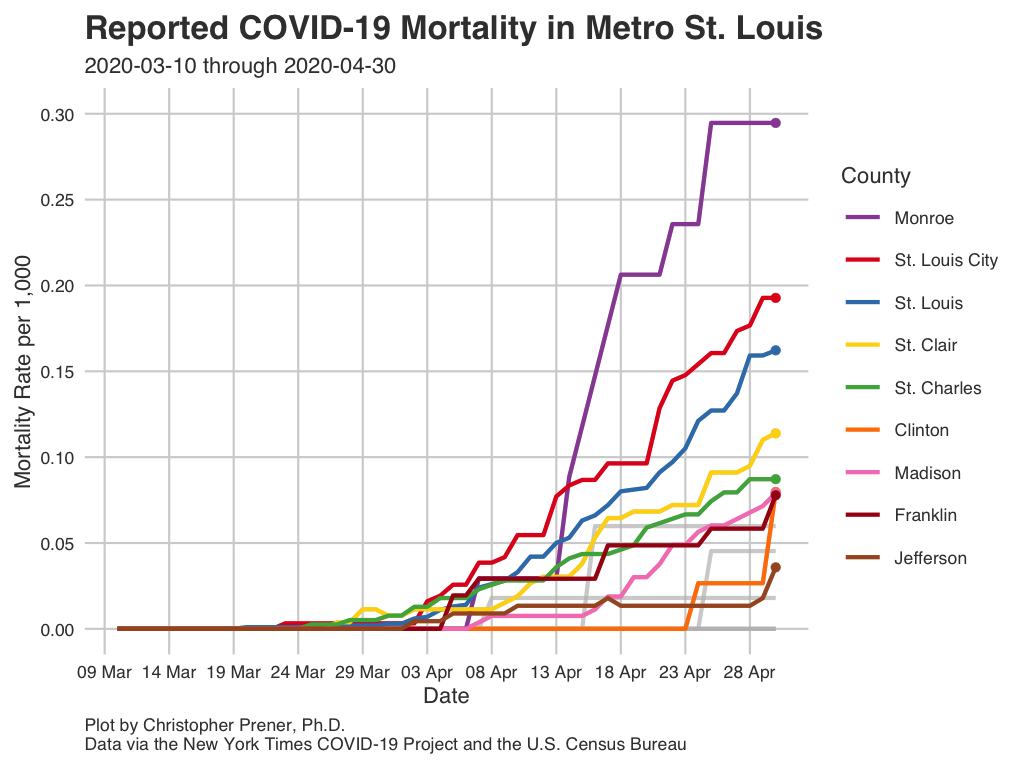 Reported COVID-19 Mortality in Metro St. Louis
2020-03-10 through 2020-04-30
Mortality Rate per 1,000
0.30
0.25
0.20
0.15
0.10
0.05
0.00
09 Mar 14 Mar 19 Mar 24 Mar 29 Mar 03 Apr 08 Apr 13 Apr 18 Apr 23 Apr 28 Apr
Date
County
Monroe
St. Louis City
St. Louis
St. Clair
St. Charles
Clinton
Madison
Franklin
Jefferson
Plot by Christopher Prener, Ph.D.
Data via the New York Times COVID-19 Project and the U.S. Census Bureau